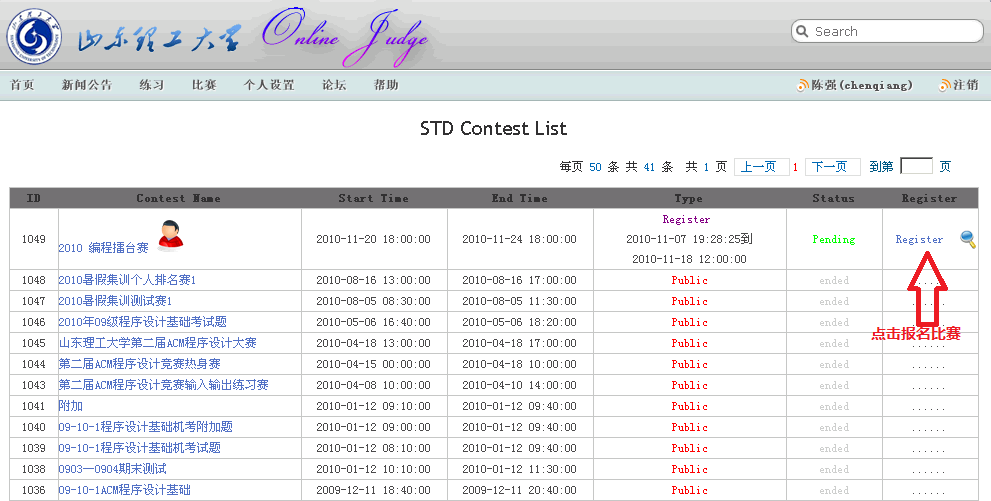 山东理工大学 Online Judge
Search
首页 新闻公告 练习 比赛 个人设置 论坛 帮助 陈强(chenqiang) 注销
STD Contest List
每页 50 条 共 41 条 共 1 页 上一页 1 下一页 到第 页
ID Contest Name Start Time End Time Type Status Register
Register
1049 2010 编程擂台赛 2010-11-20 18:00:00 2010-11-24 18:00:00 2010-11-07 19:28:25到 Pending Register
2010-11-18 12:00:00
1048 2010暑假集训个人排名赛1 2010-08-16 13:00:00 2010-08-16 17:00:00 Public ended ......
1047 2010暑假集训测试赛1 2010-08-05 08:30:00 2010-08-05 11:30:00 Public ended ......
1046 2010年09级程序设计基础考试题 2010-05-06 16:40:00 2010-05-06 18:20:00 Public ended ......
点击报名比赛
1045 山东理工大学第二届ACM程序设计大赛 2010-04-18 13:00:00 2010-04-18 17:00:00 Public ended ......
1044 第二届ACM程序设计竞赛热身赛 2010-04-15 00:00:00 2010-04-18 10:00:00 Public ended ......
1043 第二届ACM程序设计竞赛输入输出练习赛 2010-04-08 10:00:00 2010-04-10 14:00:00 Public ended ......
1041 附加 2010-01-12 09:10:00 2010-01-12 09:40:00 Public ended ......
1040 09-10-1程序设计基础机考附加题 2010-01-12 09:00:00 2010-01-12 09:40:00 Public ended ......
1039 09-10-1程序设计基础机考试题 2010-01-12 08:10:00 2010-01-12 09:40:00 Public ended ......
1038 0903——0904期末测试 2010-01-12 10:10:00 2010-01-12 11:30:00 Public ended ......
1036 09-10-1ACM程序设计基础 2009-12-11 18:40:00 2009-12-11 20:40:00 Public ended ......